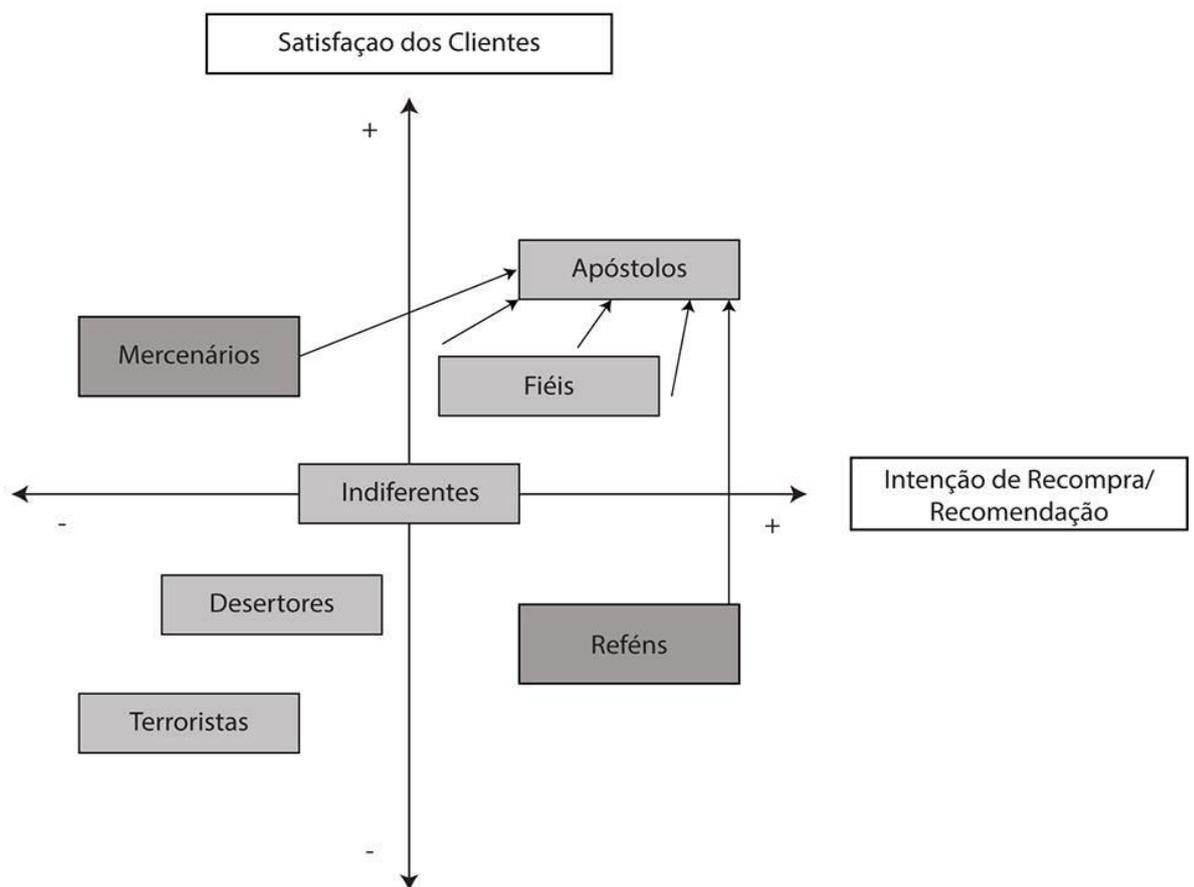 Satisfaçao dos Clientes
+
Apóstolos
Mercenários
Fiéis
Indiferentes
Intenção de Recompra/
Recomendação
-
+
Desertores
Reféns
Terroristas
-